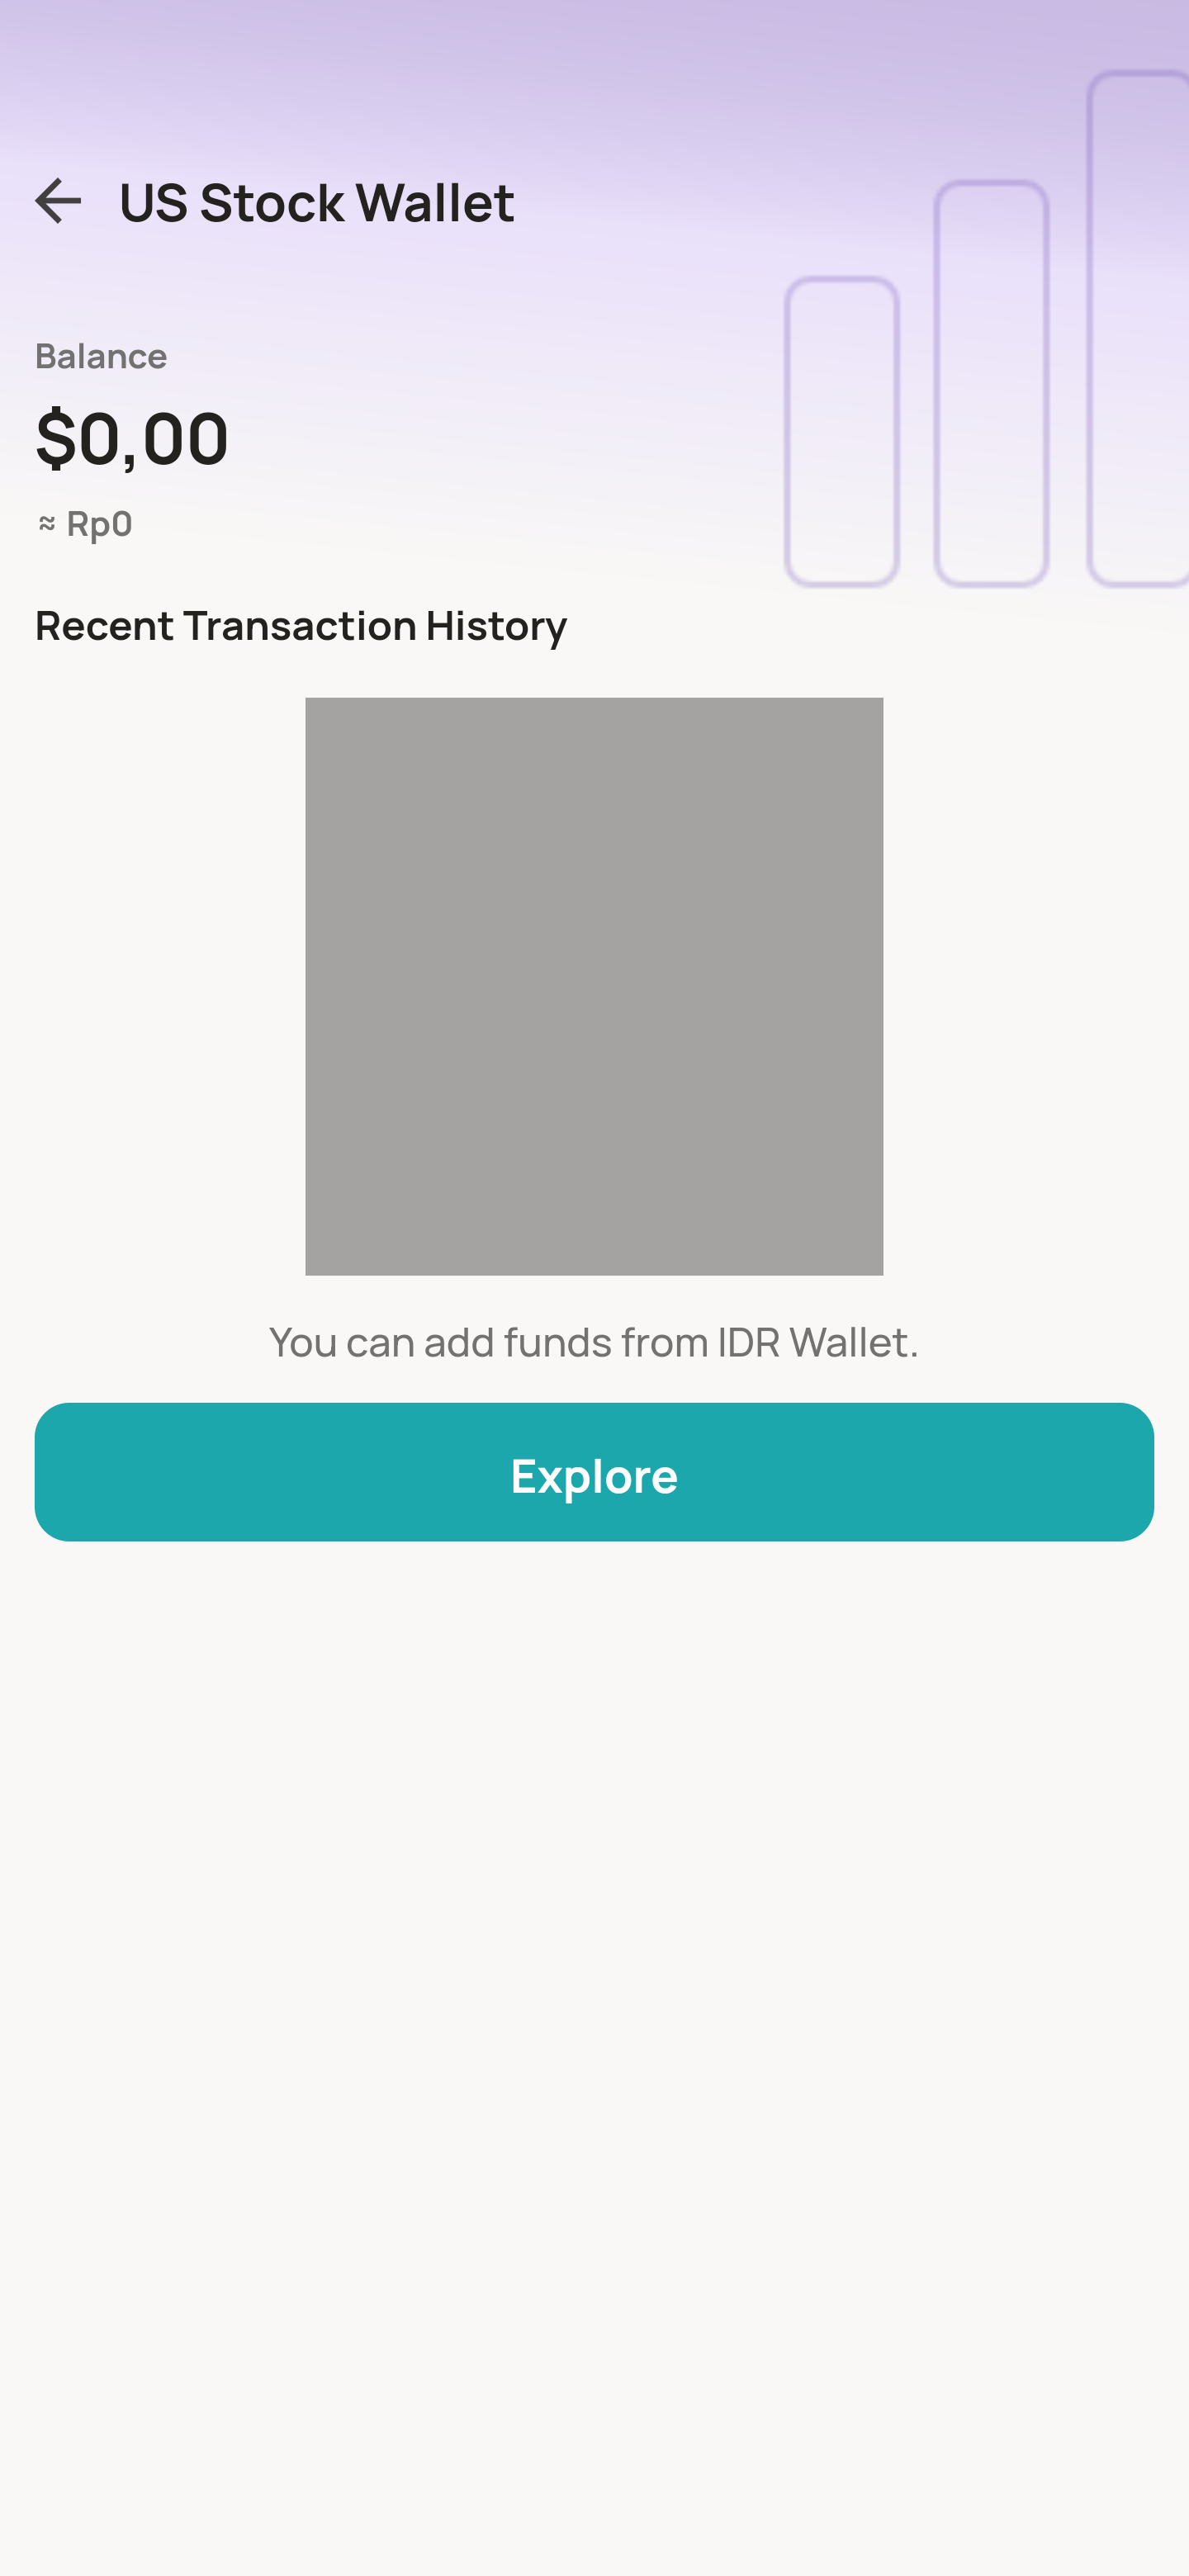 US Stock Wallet
Balance
$0,00
≈ Rp0
Recent Transaction History
You can add funds from IDR Wallet.
Explore